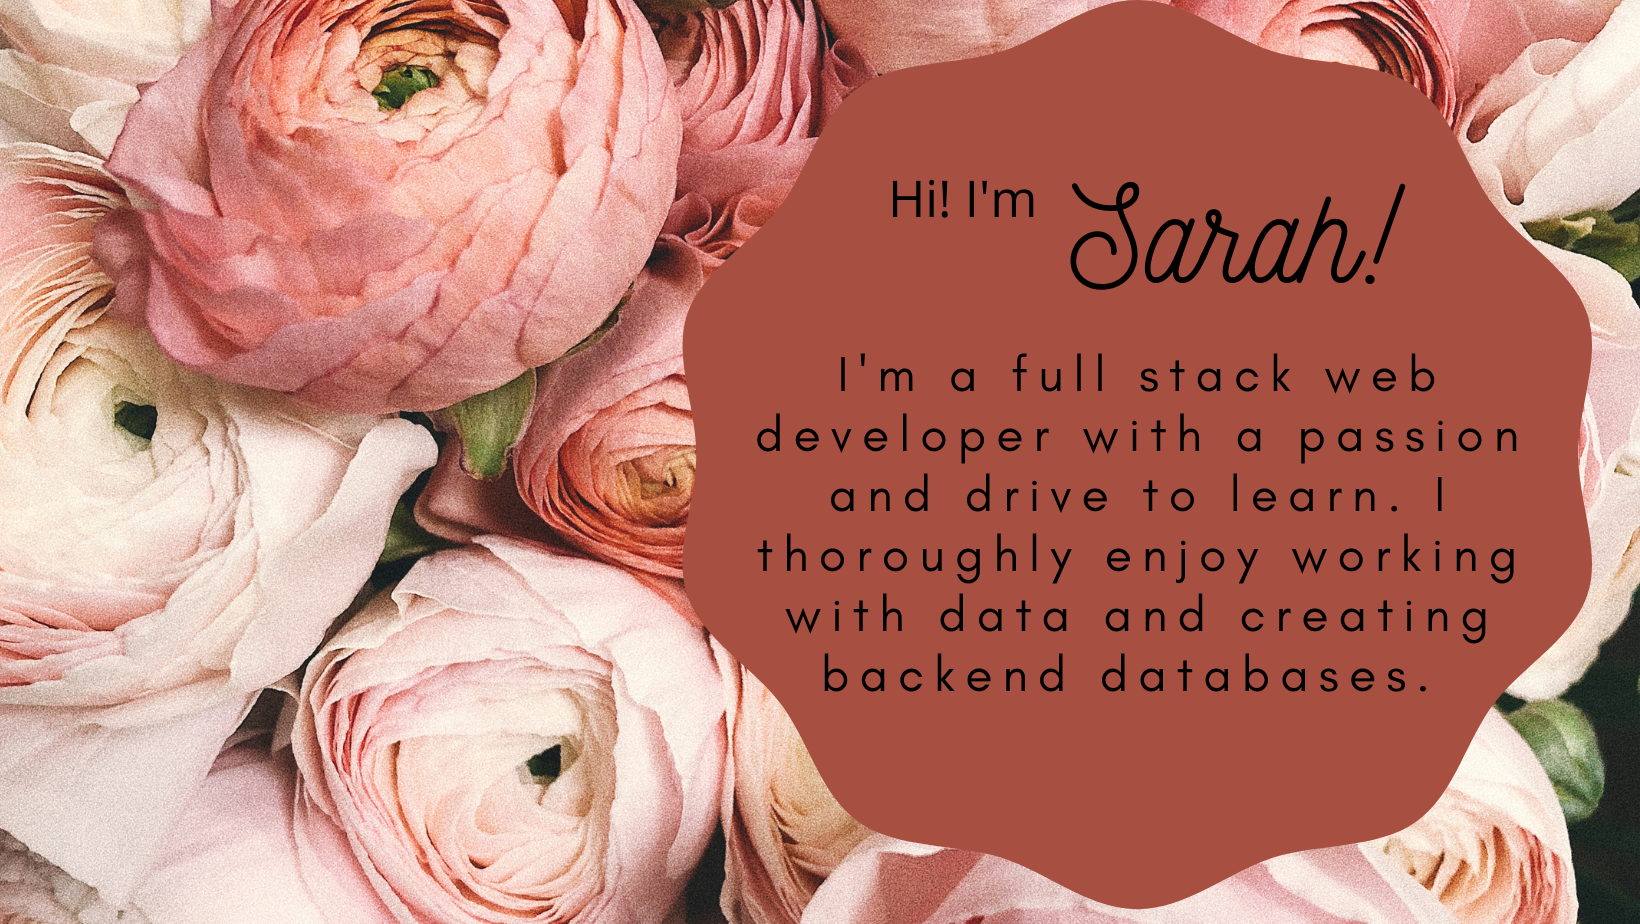 Hi! I'm Sarah!
I'm a full stack web
developer with a passion
and drive to learn. I
thoroughly enjoy working
with data and creating
backend databases.